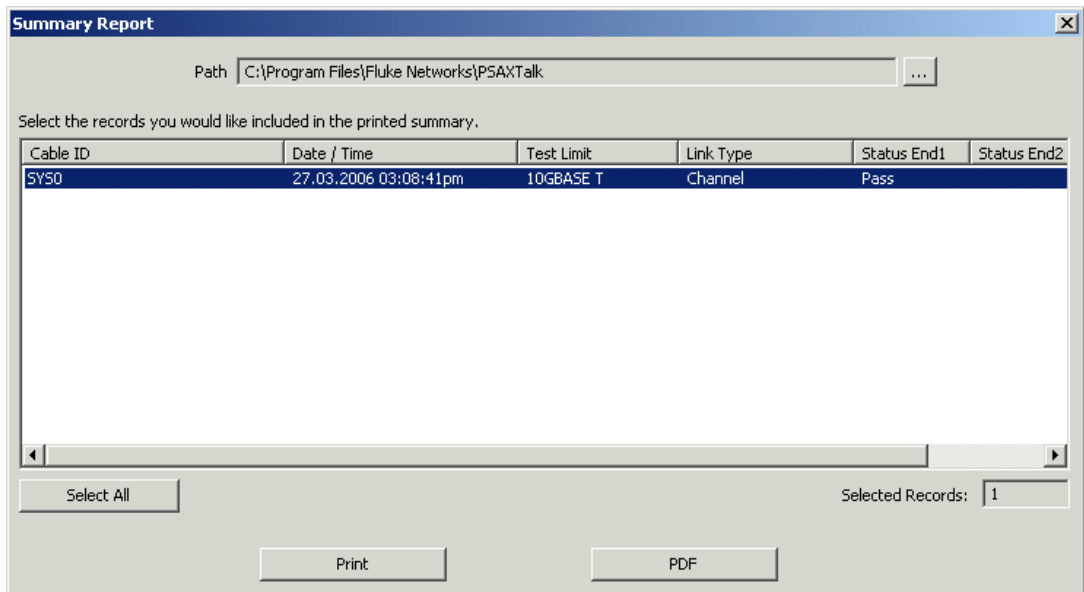 Summary Report
Path C:\Program Files\Fluke Networks\PSAXTalk ...
Select the records you would like included in the printed summary.
Cable ID Date / Time Test Limit Link Type Status End1 Status End2
SYS0 27.03.2006 03:08:41pm 10GBASE T Channel Pass
Select All Selected Records: 1
Print PDF